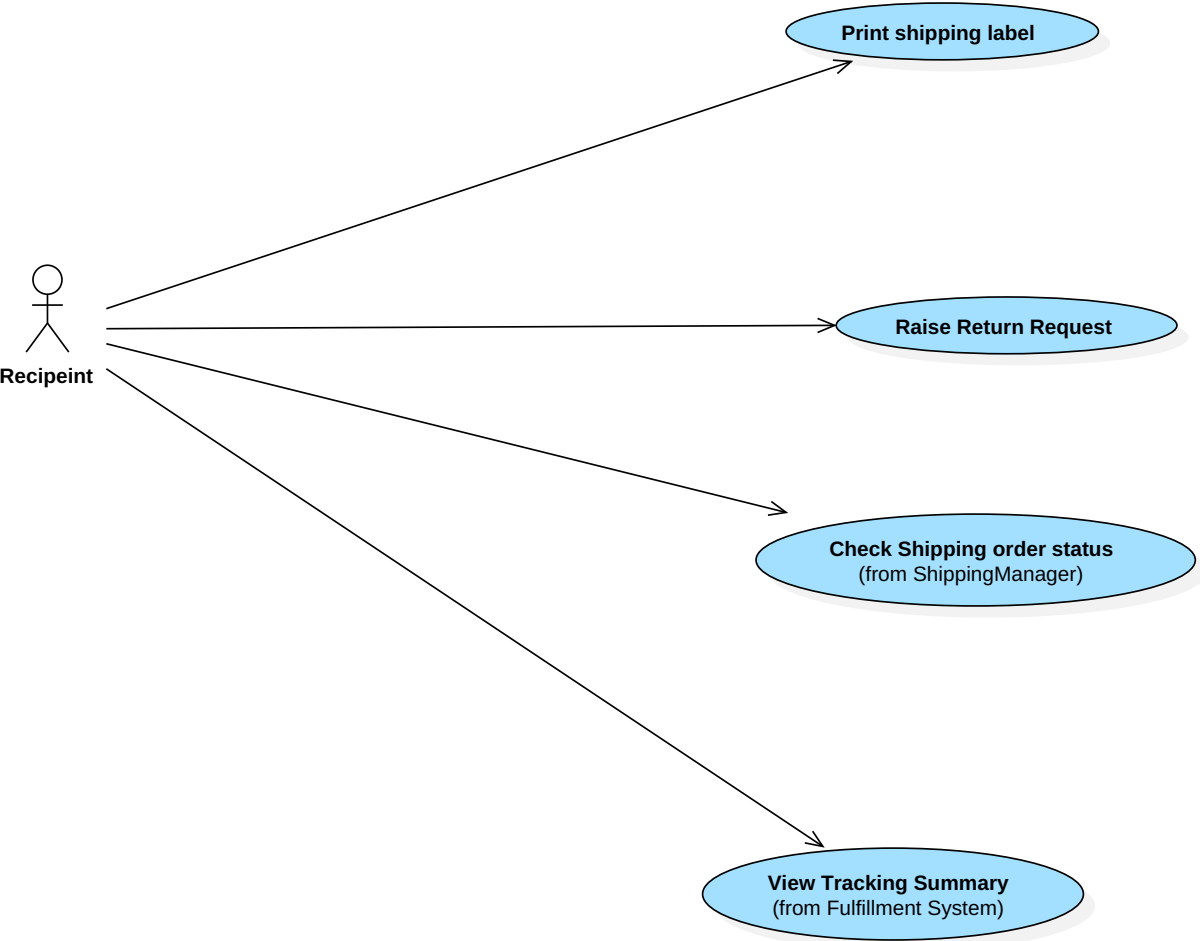 Print shipping label
Raise Return Request
Recipeint
Check Shipping order status
(from ShippingManager)
View Tracking Summary
(from Fulfillment System)